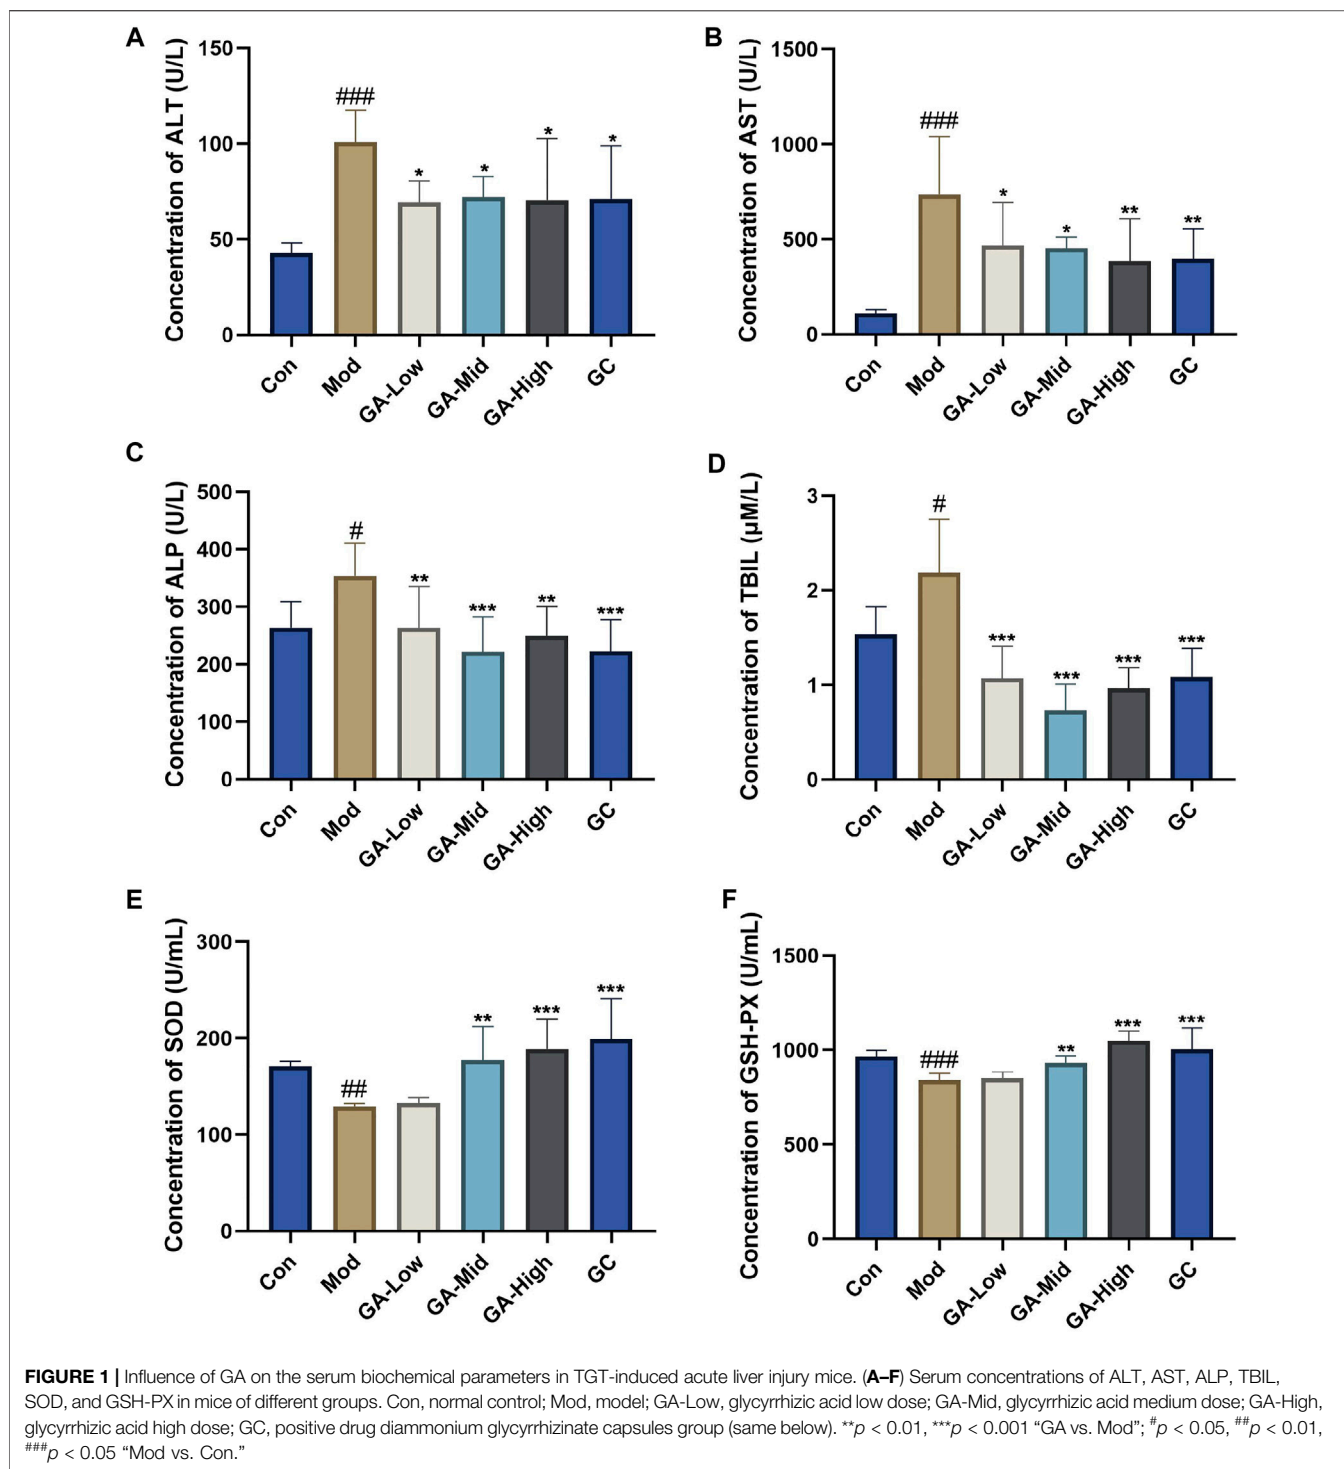 A
Concentration of ALT (U/L)
150
100
50
0
###
*
*
*
*
Con
Mod
GA-Low
GA-Mid
GA-High
GC
B
Concentration of AST (U/L)
1500
1000
500
0
###
*
*
**
**
Con
Mod
GA-Low
GA-Mid
GA-High
GC
C
Concentration of ALP (U/L)
500
400
300
200
100
0
#
**
***
**
***
Con
Mod
GA-Low
GA-Mid
GA-High
GC
D
Concentration of TBIL (μM/L)
3
2
1
0
#
***
***
***
***
Con
Mod
GA-Low
GA-Mid
GA-High
GC
E
Concentration of SOD (U/mL)
300
200
100
0
##
**
***
***
Con
Mod
GA-Low
GA-Mid
GA-High
GC
F
Concentration of GSH-PX (U/mL)
1500
1000
500
0
###
**
***
***
Con
Mod
GA-Low
GA-Mid
GA-High
GC
FIGURE 1 | Influence of GA on the serum biochemical parameters in TGT-induced acute liver injury mice. (A–F) Serum concentrations of ALT, AST, ALP, TBIL,
SOD, and GSH-PX in mice of different groups. Con, normal control; Mod, model; GA-Low, glycyrrhizic acid low dose; GA-Mid, glycyrrhizic acid medium dose; GA-High,
glycyrrhizic acid high dose; GC, positive drug diammonium glycyrrhizinate capsules group (same below). **p < 0.01, ***p < 0.001 “GA vs. Mod”; #p < 0.05, ##p < 0.01,
###p < 0.05 “Mod vs. Con.”